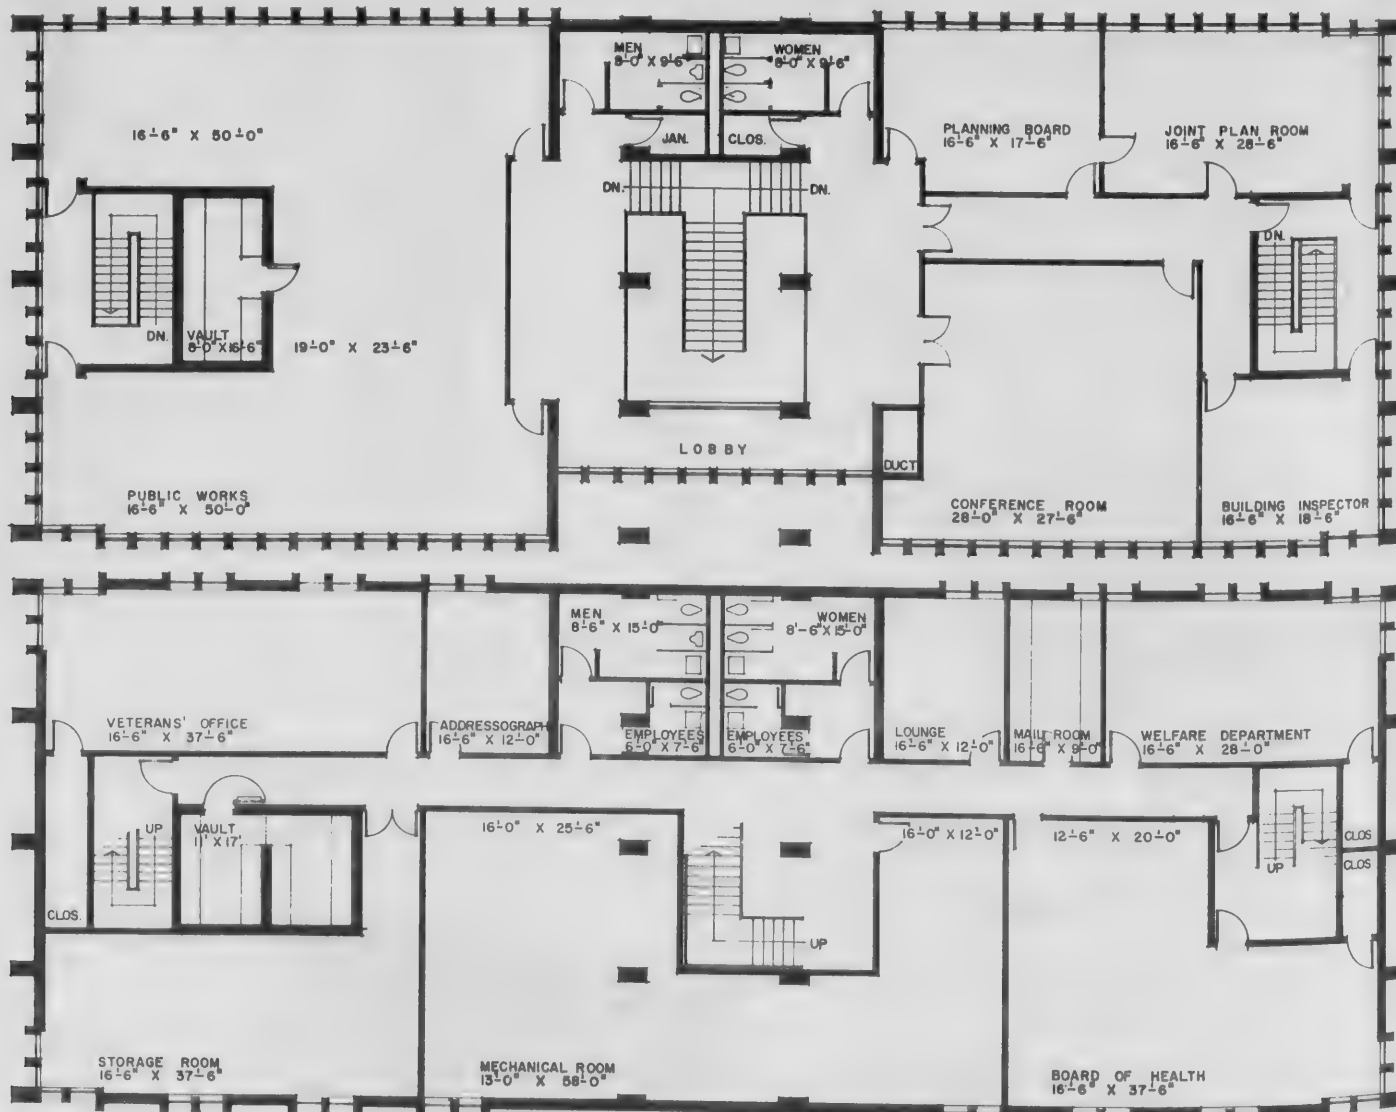 MEN
8'-0" X 9'-6"
WOMEN
8'-0" X 9'-6"
16'-6" X 50'-0"
JAN.
CLOS.
PLANNING BOARD
16'-6" X 17'-6"
JOINT PLAN ROOM
16'-6" X 28'-6"
DN.
DN.
DN.
DN.
VAULT
8'-0" X 16'-6"
19'-0" X 23'-6"
LOBBY
DUCT
PUBLIC WORKS
16'-6" X 50'-0"
CONFERENCE ROOM
28'-0" X 27'-6"
BUILDING INSPECTOR
16'-6" X 18'-6"
MEN
8'-6" X 15'-0"
WOMEN
8'-6" X 15'-0"
VETERANS' OFFICE
16'-6" X 37'-6"
ADDRESSOGRAPH
16'-6" X 12'-0"
EMPLOYEES
6'-0" X 7'-6"
EMPLOYEES
6'-0" X 7'-6"
LOUNGE
16'-6" X 12'-0"
MAIL ROOM
16'-6" X 9'-0"
WELFARE DEPARTMENT
16'-6" X 28'-0"
UP
VAULT
11' X 17'
16'-0" X 25'-6"
16'-0" X 12'-0"
12'-6" X 20'-0"
UP
CLOS
CLOS
CLOS.
UP
STORAGE ROOM
16'-6" X 37'-6"
MECHANICAL ROOM
13'-0" X 58'-0"
BOARD OF HEALTH
16'-6" X 37'-6"